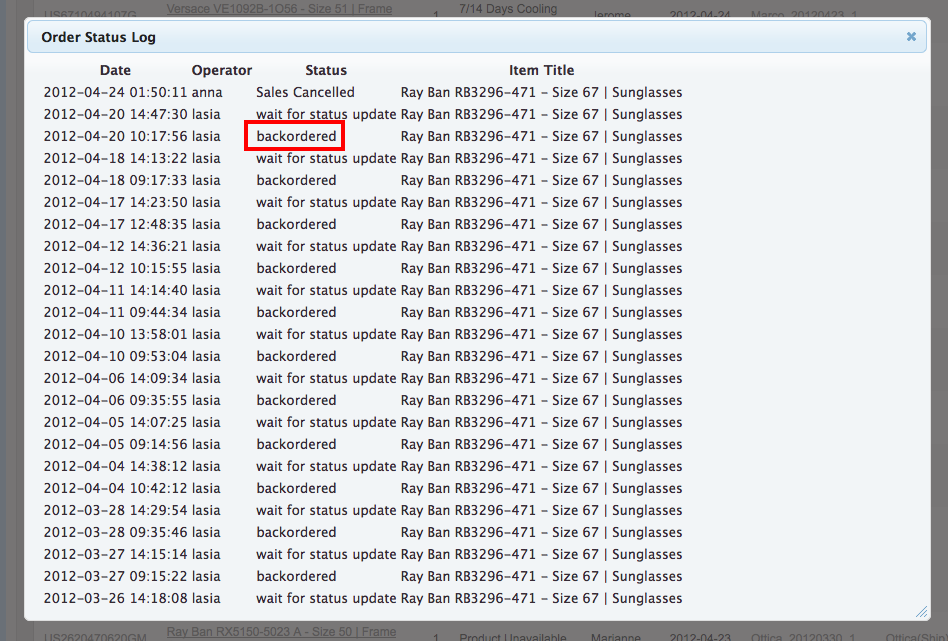 Versace VE1092B-1O56 - Size 51 | Frame 1 7/14 Days Cooling Jerome 2012-04-24
Order Status Log
Date Operator Status Item Title
2012-04-24 01:50:11 anna Sales Cancelled Ray Ban RB3296-471 - Size 67 | Sunglasses
2012-04-20 14:47:30 lasia wait for status update Ray Ban RB3296-471 - Size 67 | Sunglasses
2012-04-20 10:17:56 lasia backordered Ray Ban RB3296-471 - Size 67 | Sunglasses
2012-04-18 14:13:22 lasia wait for status update Ray Ban RB3296-471 - Size 67 | Sunglasses
2012-04-18 09:17:33 lasia backordered Ray Ban RB3296-471 - Size 67 | Sunglasses
2012-04-17 14:23:50 lasia wait for status update Ray Ban RB3296-471 - Size 67 | Sunglasses
2012-04-17 12:48:35 lasia backordered Ray Ban RB3296-471 - Size 67 | Sunglasses
2012-04-12 14:36:21 lasia wait for status update Ray Ban RB3296-471 - Size 67 | Sunglasses
2012-04-12 10:15:55 lasia backordered Ray Ban RB3296-471 - Size 67 | Sunglasses
2012-04-11 14:14:40 lasia wait for status update Ray Ban RB3296-471 - Size 67 | Sunglasses
2012-04-11 09:44:34 lasia backordered Ray Ban RB3296-471 - Size 67 | Sunglasses
2012-04-10 13:58:01 lasia wait for status update Ray Ban RB3296-471 - Size 67 | Sunglasses
2012-04-10 09:53:04 lasia backordered Ray Ban RB3296-471 - Size 67 | Sunglasses
2012-04-06 14:09:34 lasia wait for status update Ray Ban RB3296-471 - Size 67 | Sunglasses
2012-04-06 09:35:55 lasia backordered Ray Ban RB3296-471 - Size 67 | Sunglasses
2012-04-05 14:07:25 lasia wait for status update Ray Ban RB3296-471 - Size 67 | Sunglasses
2012-04-05 09:14:56 lasia backordered Ray Ban RB3296-471 - Size 67 | Sunglasses
2012-04-04 14:38:12 lasia wait for status update Ray Ban RB3296-471 - Size 67 | Sunglasses
2012-04-04 10:42:12 lasia backordered Ray Ban RB3296-471 - Size 67 | Sunglasses
2012-03-28 14:29:54 lasia wait for status update Ray Ban RB3296-471 - Size 67 | Sunglasses
2012-03-28 09:35:46 lasia backordered Ray Ban RB3296-471 - Size 67 | Sunglasses
2012-03-27 14:15:14 lasia wait for status update Ray Ban RB3296-471 - Size 67 | Sunglasses
2012-03-27 09:15:22 lasia backordered Ray Ban RB3296-471 - Size 67 | Sunglasses
2012-03-26 14:18:08 lasia wait for status update Ray Ban RB3296-471 - Size 67 | Sunglasses
US2620470620GM Ray Ban RX5150-5023 A - Size 50 | Frame 1 Product Unavailable Marianne 2012-04-23 Ottica_20120330